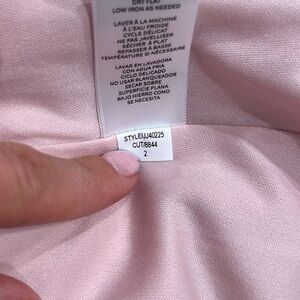 DRY FLAT
LOW IRON AS NEEDED
LAVER À LA MACHINE
À L'EAU FROIDE
CYCLE DÉLICAT
NE PAS JAVELLISER
SÉCHER À PLAT
REPASSER À BASSE
TEMPÉRATURE SI NÉCESSAIRE
LAVAR EN LAVADORA
CON AGUA FRIA
CICLO DELICADO
NO USAR BLANQUEADOR
SECAR SOBRE
SUPERFICIE PLANA
BAJO HIERRO COMO
SE NECESITA
STYLE#JJ40225
CUT#8844
2